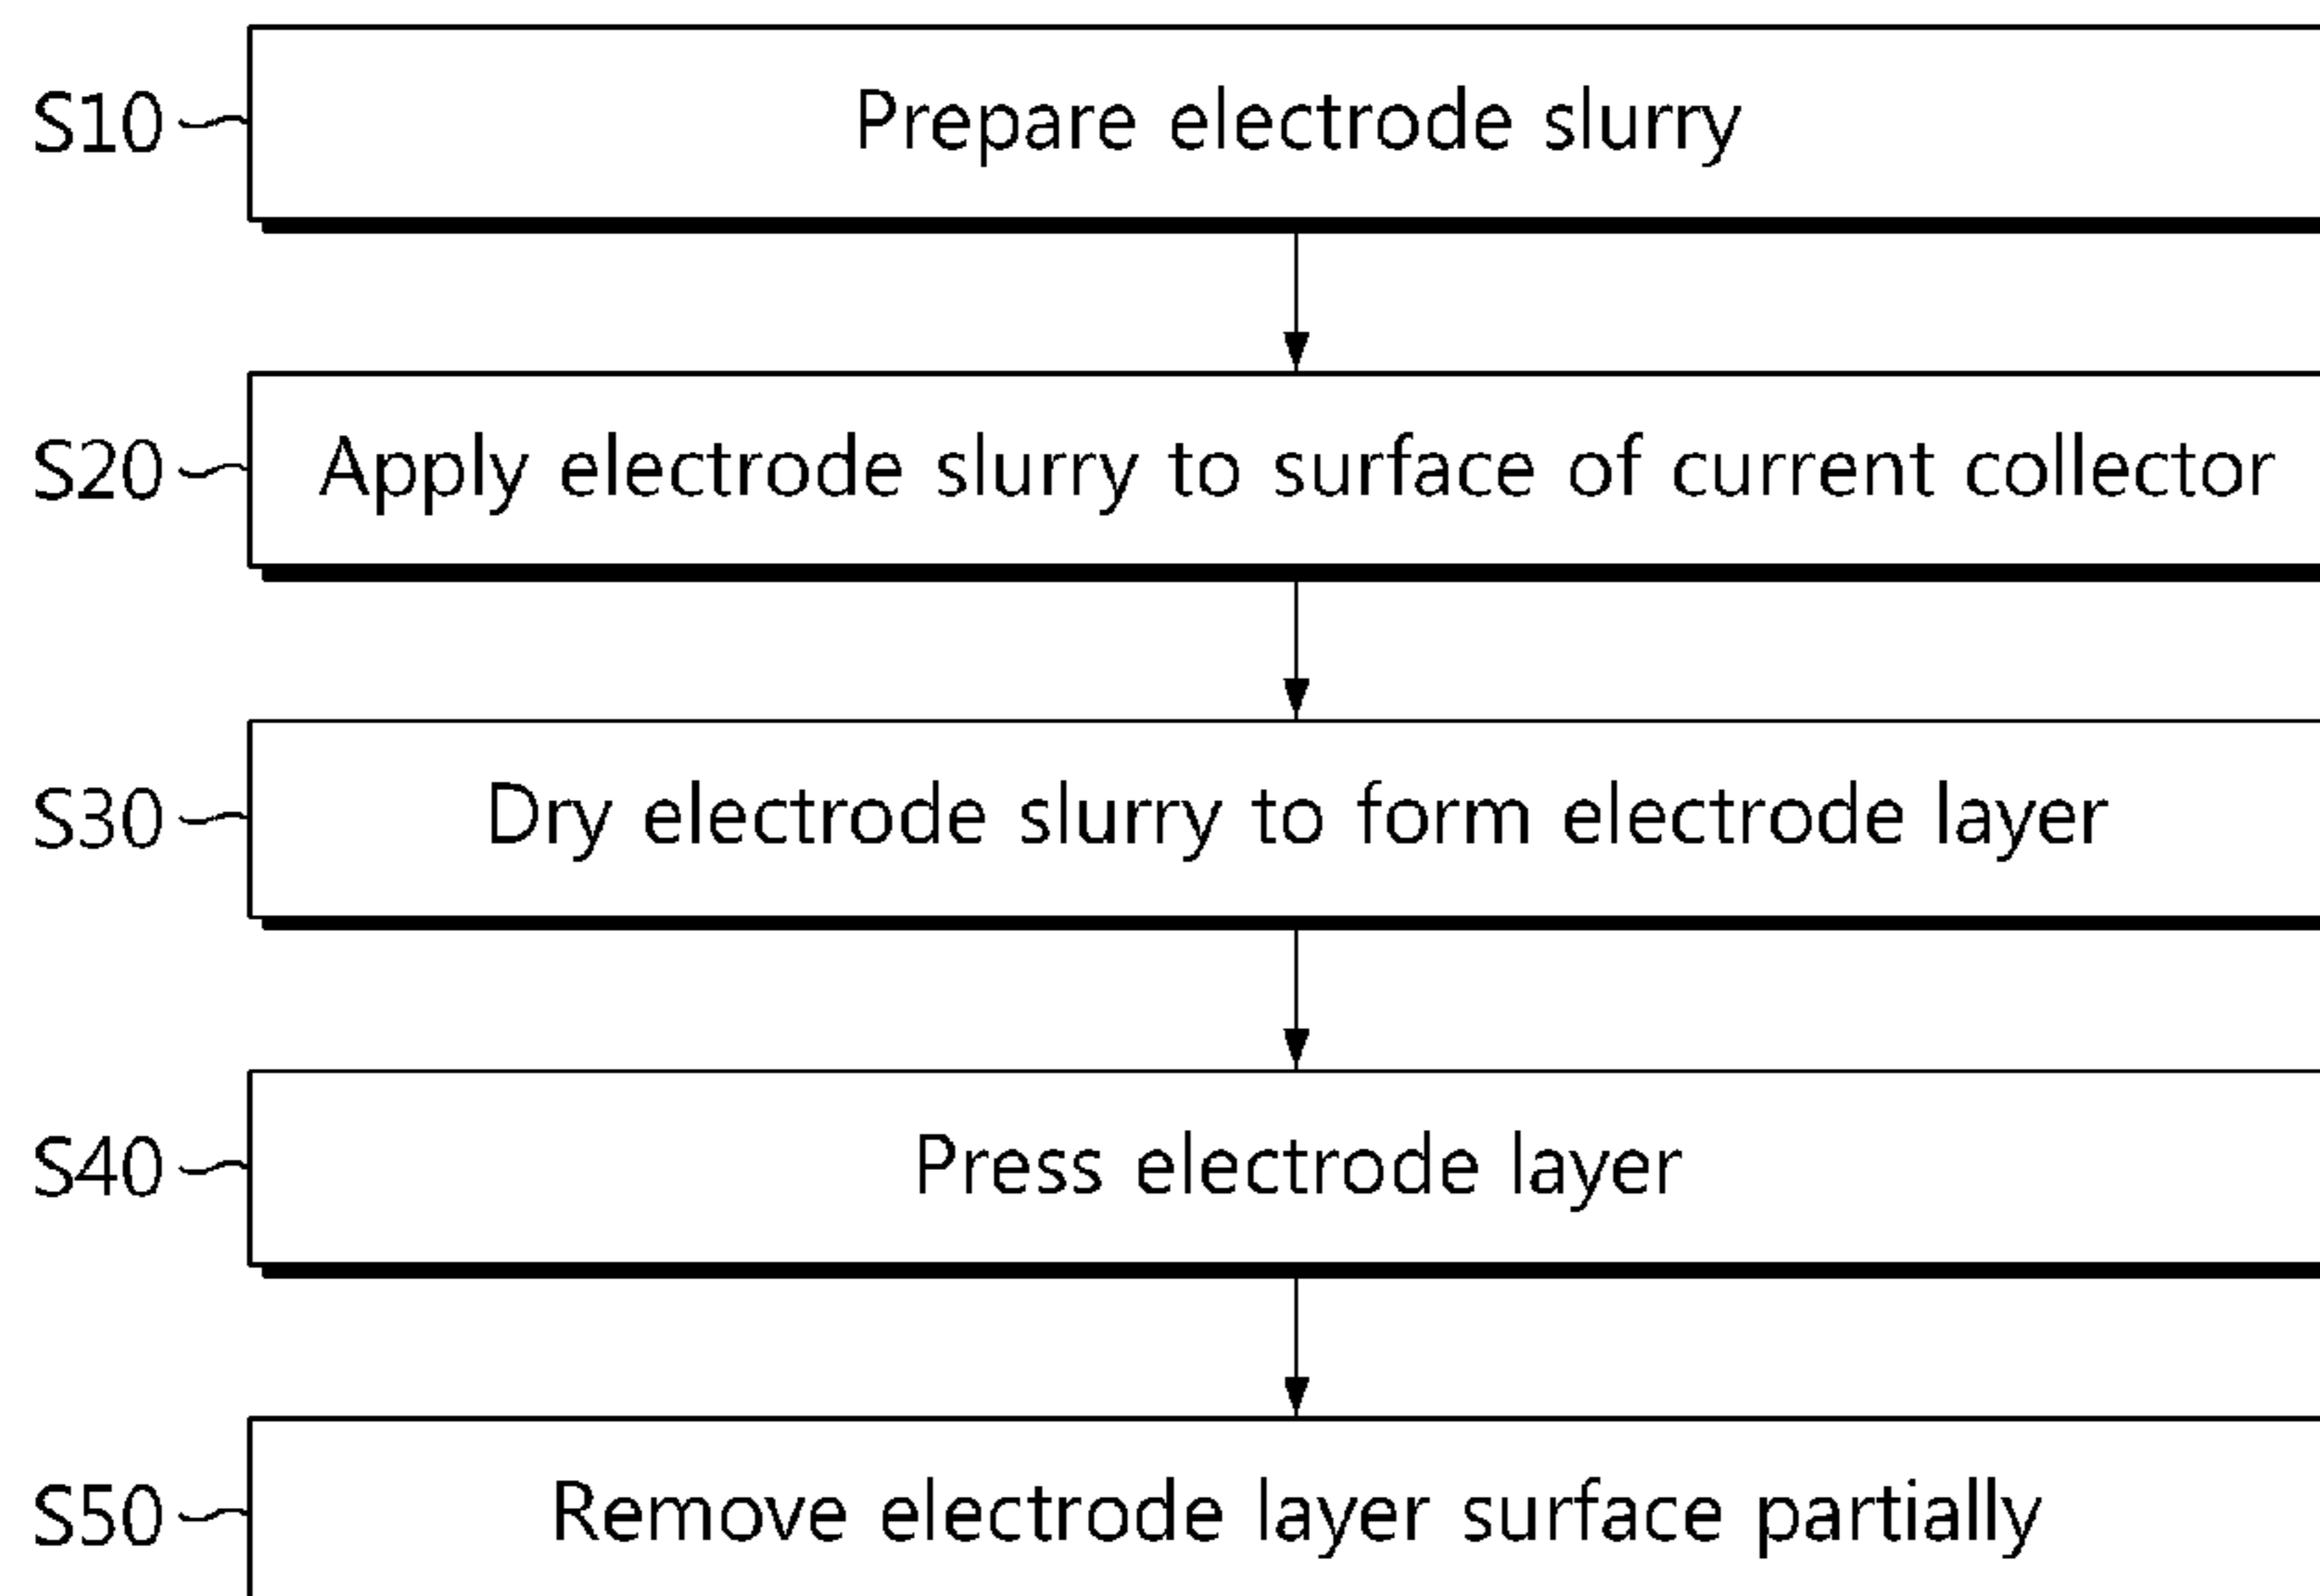 S10 Prepare electrode slurry
S20 Apply electrode slurry to surface of current collector
S30 Dry electrode slurry to form electrode layer
S40 Press electrode layer
S50 Remove electrode layer surface partially